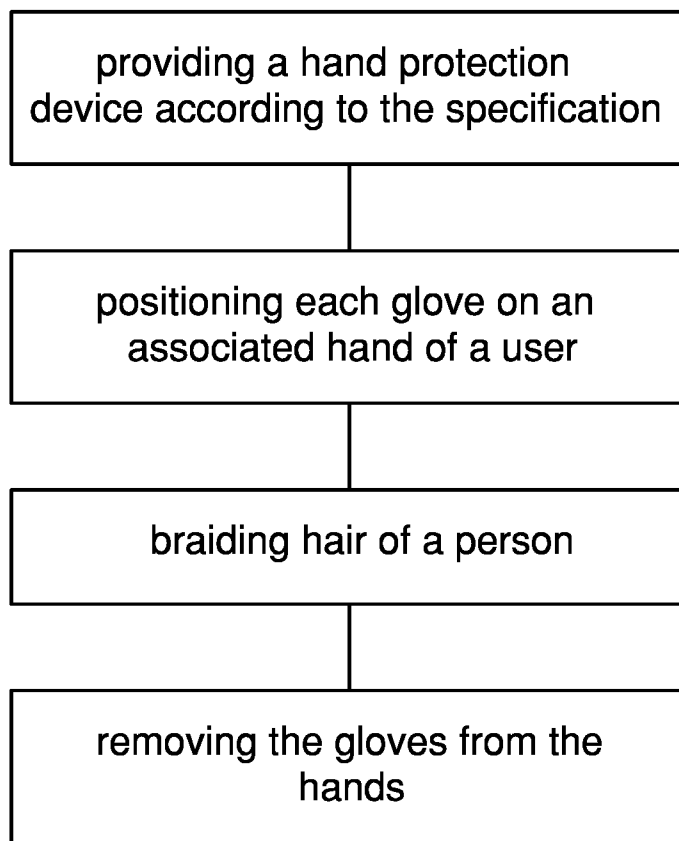 providing a hand protection
device according to the specification
positioning each glove on an
associated hand of a user
braiding hair of a person
removing the gloves from the
hands